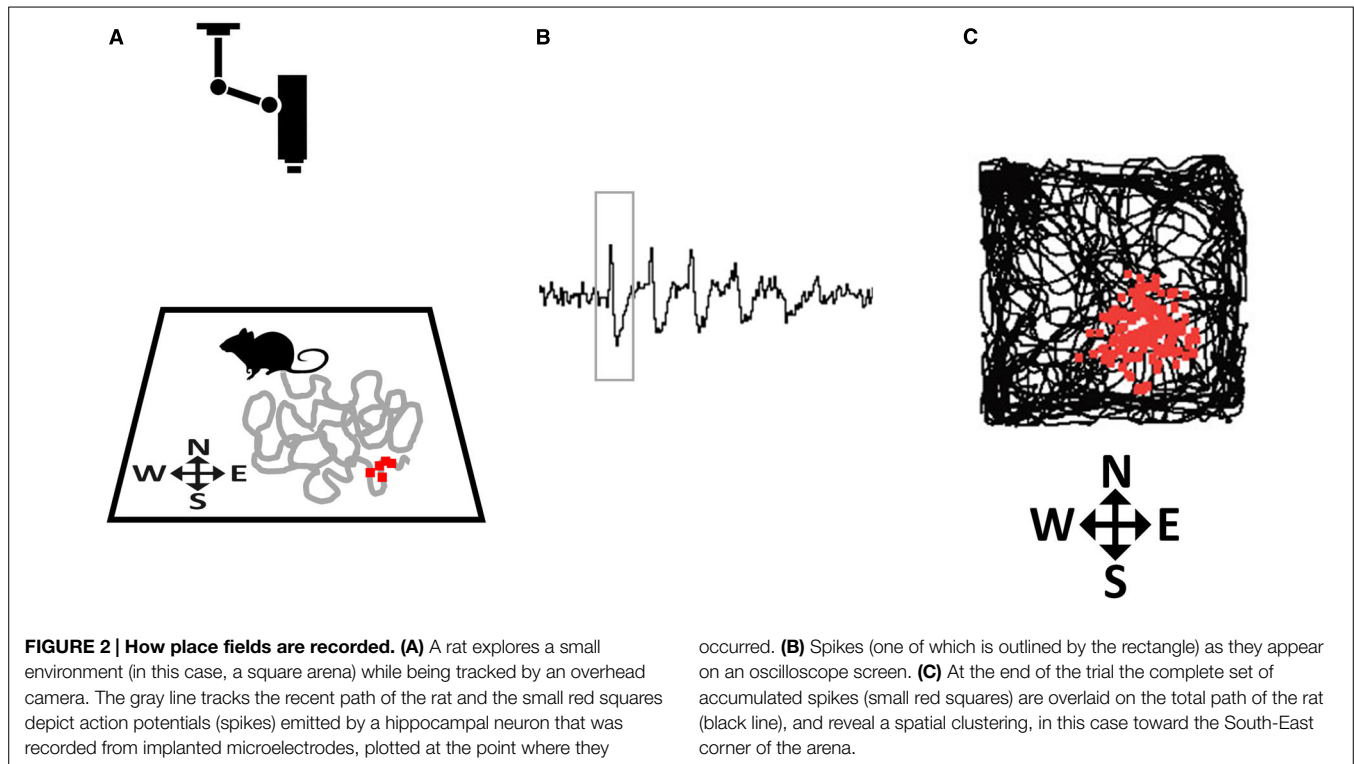 A
B
C
N
W E
S
N
W E
S
FIGURE 2 | How place fields are recorded. (A) A rat explores a small
environment (in this case, a square arena) while being tracked by an overhead
camera. The gray line tracks the recent path of the rat and the small red squares
depict action potentials (spikes) emitted by a hippocampal neuron that was
recorded from implanted microelectrodes, plotted at the point where they
occurred. (B) Spikes (one of which is outlined by the rectangle) as they appear
on an oscilloscope screen. (C) At the end of the trial the complete set of
accumulated spikes (small red squares) are overlaid on the total path of the rat
(black line), and reveal a spatial clustering, in this case toward the South-East
corner of the arena.